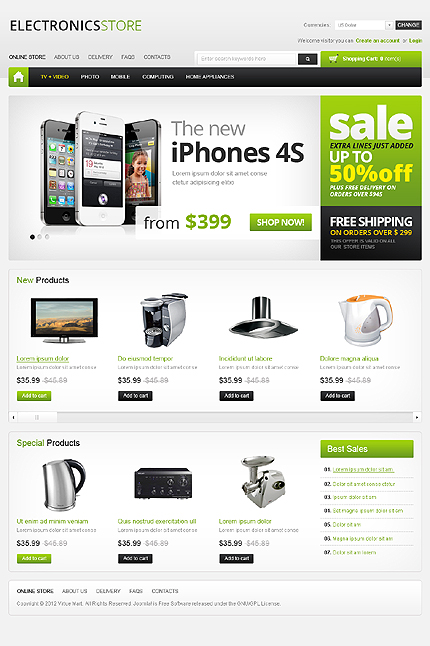 ELECTRONICSSTORE
Currencies: US Dollar CHANGE
Welcome visitor you can Create an account or Login
ONLINE STORE ABOUT US DELIVERY FAQS CONTACTS
Enter search keywords here
Shopping Cart: 0 item(s)
TV + VIDEO PHOTO MOBILE COMPUTING HOME APPLIANCES
The new
iPhones 4S
Lorem ipsum dolor sit amet conse
ctetur adipisicing elitic
from $399 SHOP NOW!
sale
EXTRA LINES JUST ADDED
UP TO
50%off
PLUS FREE DELIVERY ON
ORDERS OVER $945
FREE SHIPPING
ON ORDERS OVER $ 299
THIS OFFER IS VALID ON ALL
OUR STORE ITEMS
New Products
Lorem ipsum dolor Do eiusmod tempor Incididunt ut labore Dolore magna aliqua
Lorem ipsum dolor sit amet conse Lorem ipsum dolor sit amet conse Lorem ipsum dolor sit amet conse Lorem ipsum dolor sit amet conse
$35.99 $45.89 $35.99 $45.89 $35.99 $45.89 $35.99 $45.89
Add to cart Add to cart Add to cart Add to cart
Special Products
Ut enim ad minim veniam Quis nostrud exercitation ull Lorem ipsum dolor
Lorem ipsum dolor sit amet conse Lorem ipsum dolor sit amet conse Lorem ipsum dolor sit amet conse
$35.99 $45.89 $35.99 $45.89 $35.99 $45.89
Add to cart Add to cart Add to cart
Best Sales
01. Lorem ipsum dolor sit am
02. Dolor sit amet conse ctetur
03. Ipsum dolor sit am
04. Sit magna ipsum dolor sit am
05. Dolor sit am
06. Magna ipsum dolor sit am
07. Dolor sit am lorem
ONLINE STORE ABOUT US DELIVERY FAQS CONTACTS
Copyright © 2012 Virtue Mart. All Rights Reserved. Joomla! is Free Software released under the GNU/GPL License.